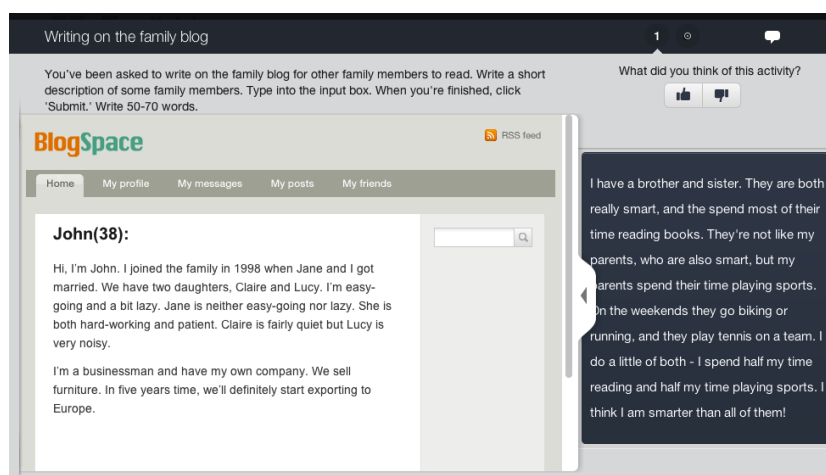 Writing on the family blog
1
You've been asked to write on the family blog for other family members to read. Write a short
description of some family members. Type into the input box. When you're finished, click
'Submit.' Write 50-70 words.
What did you think of this activity?
BlogSpace
RSS feed
Home My profile My messages My posts My friends
John(38):
Hi, I'm John. I joined the family in 1998 when Jane and I got
married. We have two daughters, Claire and Lucy. I'm easy-
going and a bit lazy. Jane is neither easy-going nor lazy. She is
both hard-working and patient. Claire is fairly quiet but Lucy is
very noisy.
I'm a businessman and have my own company. We sell
furniture. In five years time, we'll definitely start exporting to
Europe.
I have a brother and sister. They are both
really smart, and the spend most of their
time reading books. They're not like my
parents, who are also smart, but my
parents spend their time playing sports.
On the weekends they go biking or
running, and they play tennis on a team. I
do a little of both - I spend half my time
reading and half my time playing sports. I
think I am smarter than all of them!